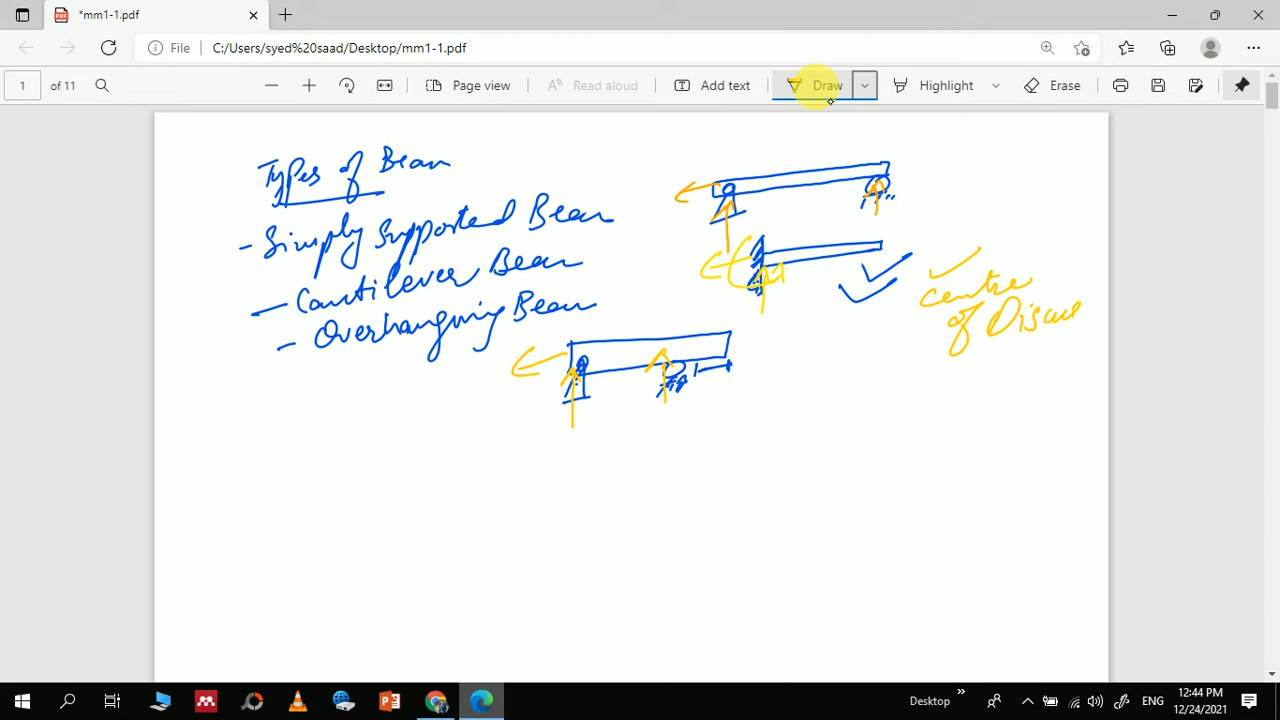 *mm1-1.pdf
File C:/Users/syed%20saad/Desktop/mm1-1.pdf
1 of 11 Page view Read aloud Add text Draw Highlight Erase
Types of Beam
- Simply Supported Beam
- Cantilever Beam
- Overhanging Beam
centre
of
Desktop
ENG
12:44 PM
12/24/2021